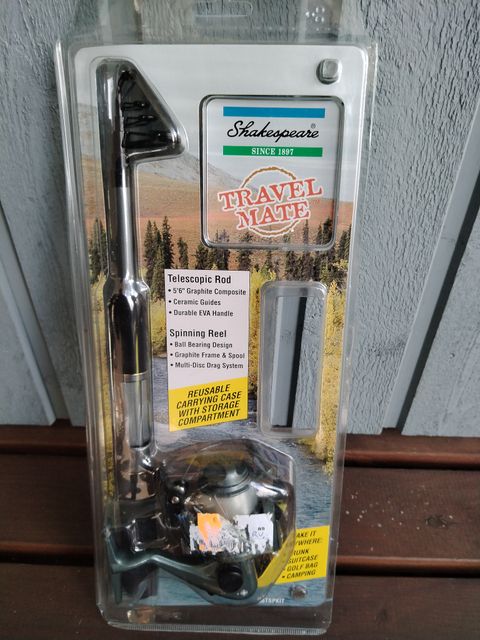 Shakespeare®
SINCE 1897
TRAVEL
MATE
Telescopic Rod
• 5'6" Graphite Composite
• Ceramic Guides
• Durable EVA Handle
Spinning Reel
• Ball Bearing Design
• Graphite Frame & Spool
• Multi-Disc Drag System
REUSABLE
CARRYING CASE
WITH STORAGE
COMPARTMENT
• SUITCASE
• GOLF BAG
• CAMPING